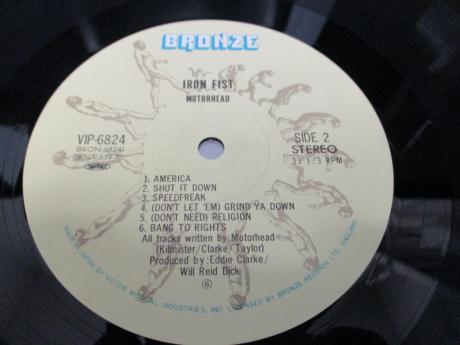 BRONZE
IRON FIST
MOTORHEAD
VIP-6824
(BRON-6824)
SIDE 2
STEREO
33 1/3 RPM
1. AMERICA
2. SHUT IT DOWN
3. SPEEDFREAK
4. (DON'T LET 'EM) GRIND YA DOWN
5. (DON'T NEED) RELIGION
6. BANG TO RIGHTS
All tracks written by: Motorhead
(Kilmister/Clarke/Taylor)
Produced by: Eddie Clarke/
Will Reid Dick
6
JAPAN BY VICTOR MUSICAL INDUSTRIES, INC. LICENSED BY BRONZE RECORDS LTD. ENGLAND